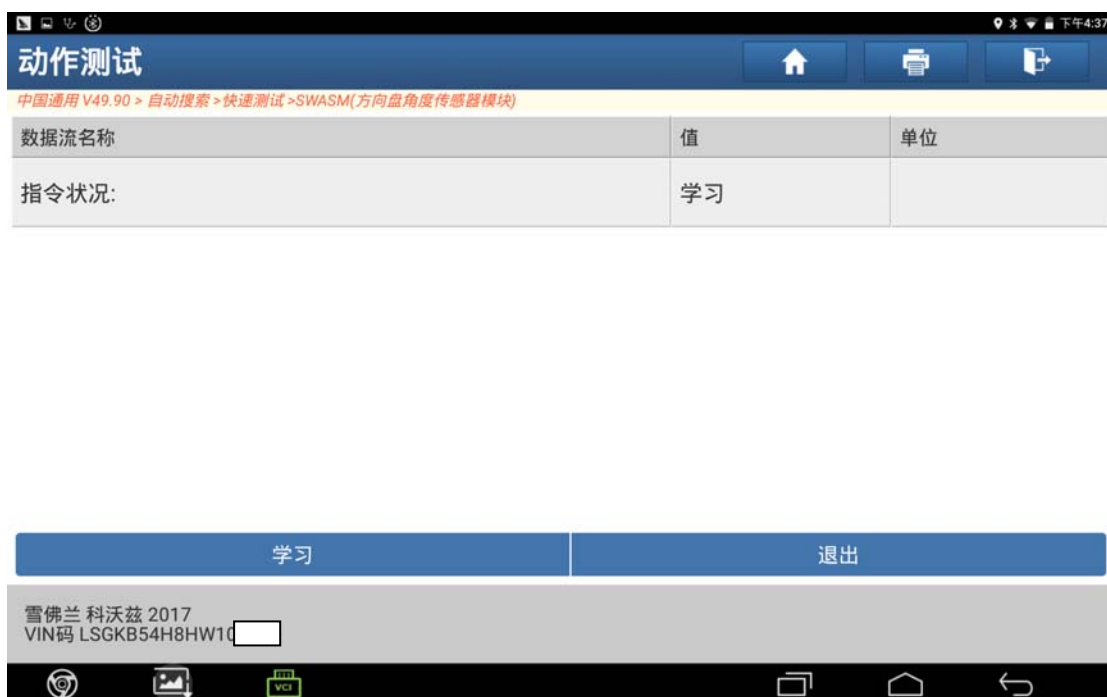 下午4:37
动作测试
中国通用 V49.90 > 自动搜索 > 快速测试 >SWASM(方向盘角度传感器模块)
数据流名称 值 单位
指令状况: 学习
学习 退出
雪佛兰 科沃兹 2017
VIN码 LSGKB54H8HW10
VCI